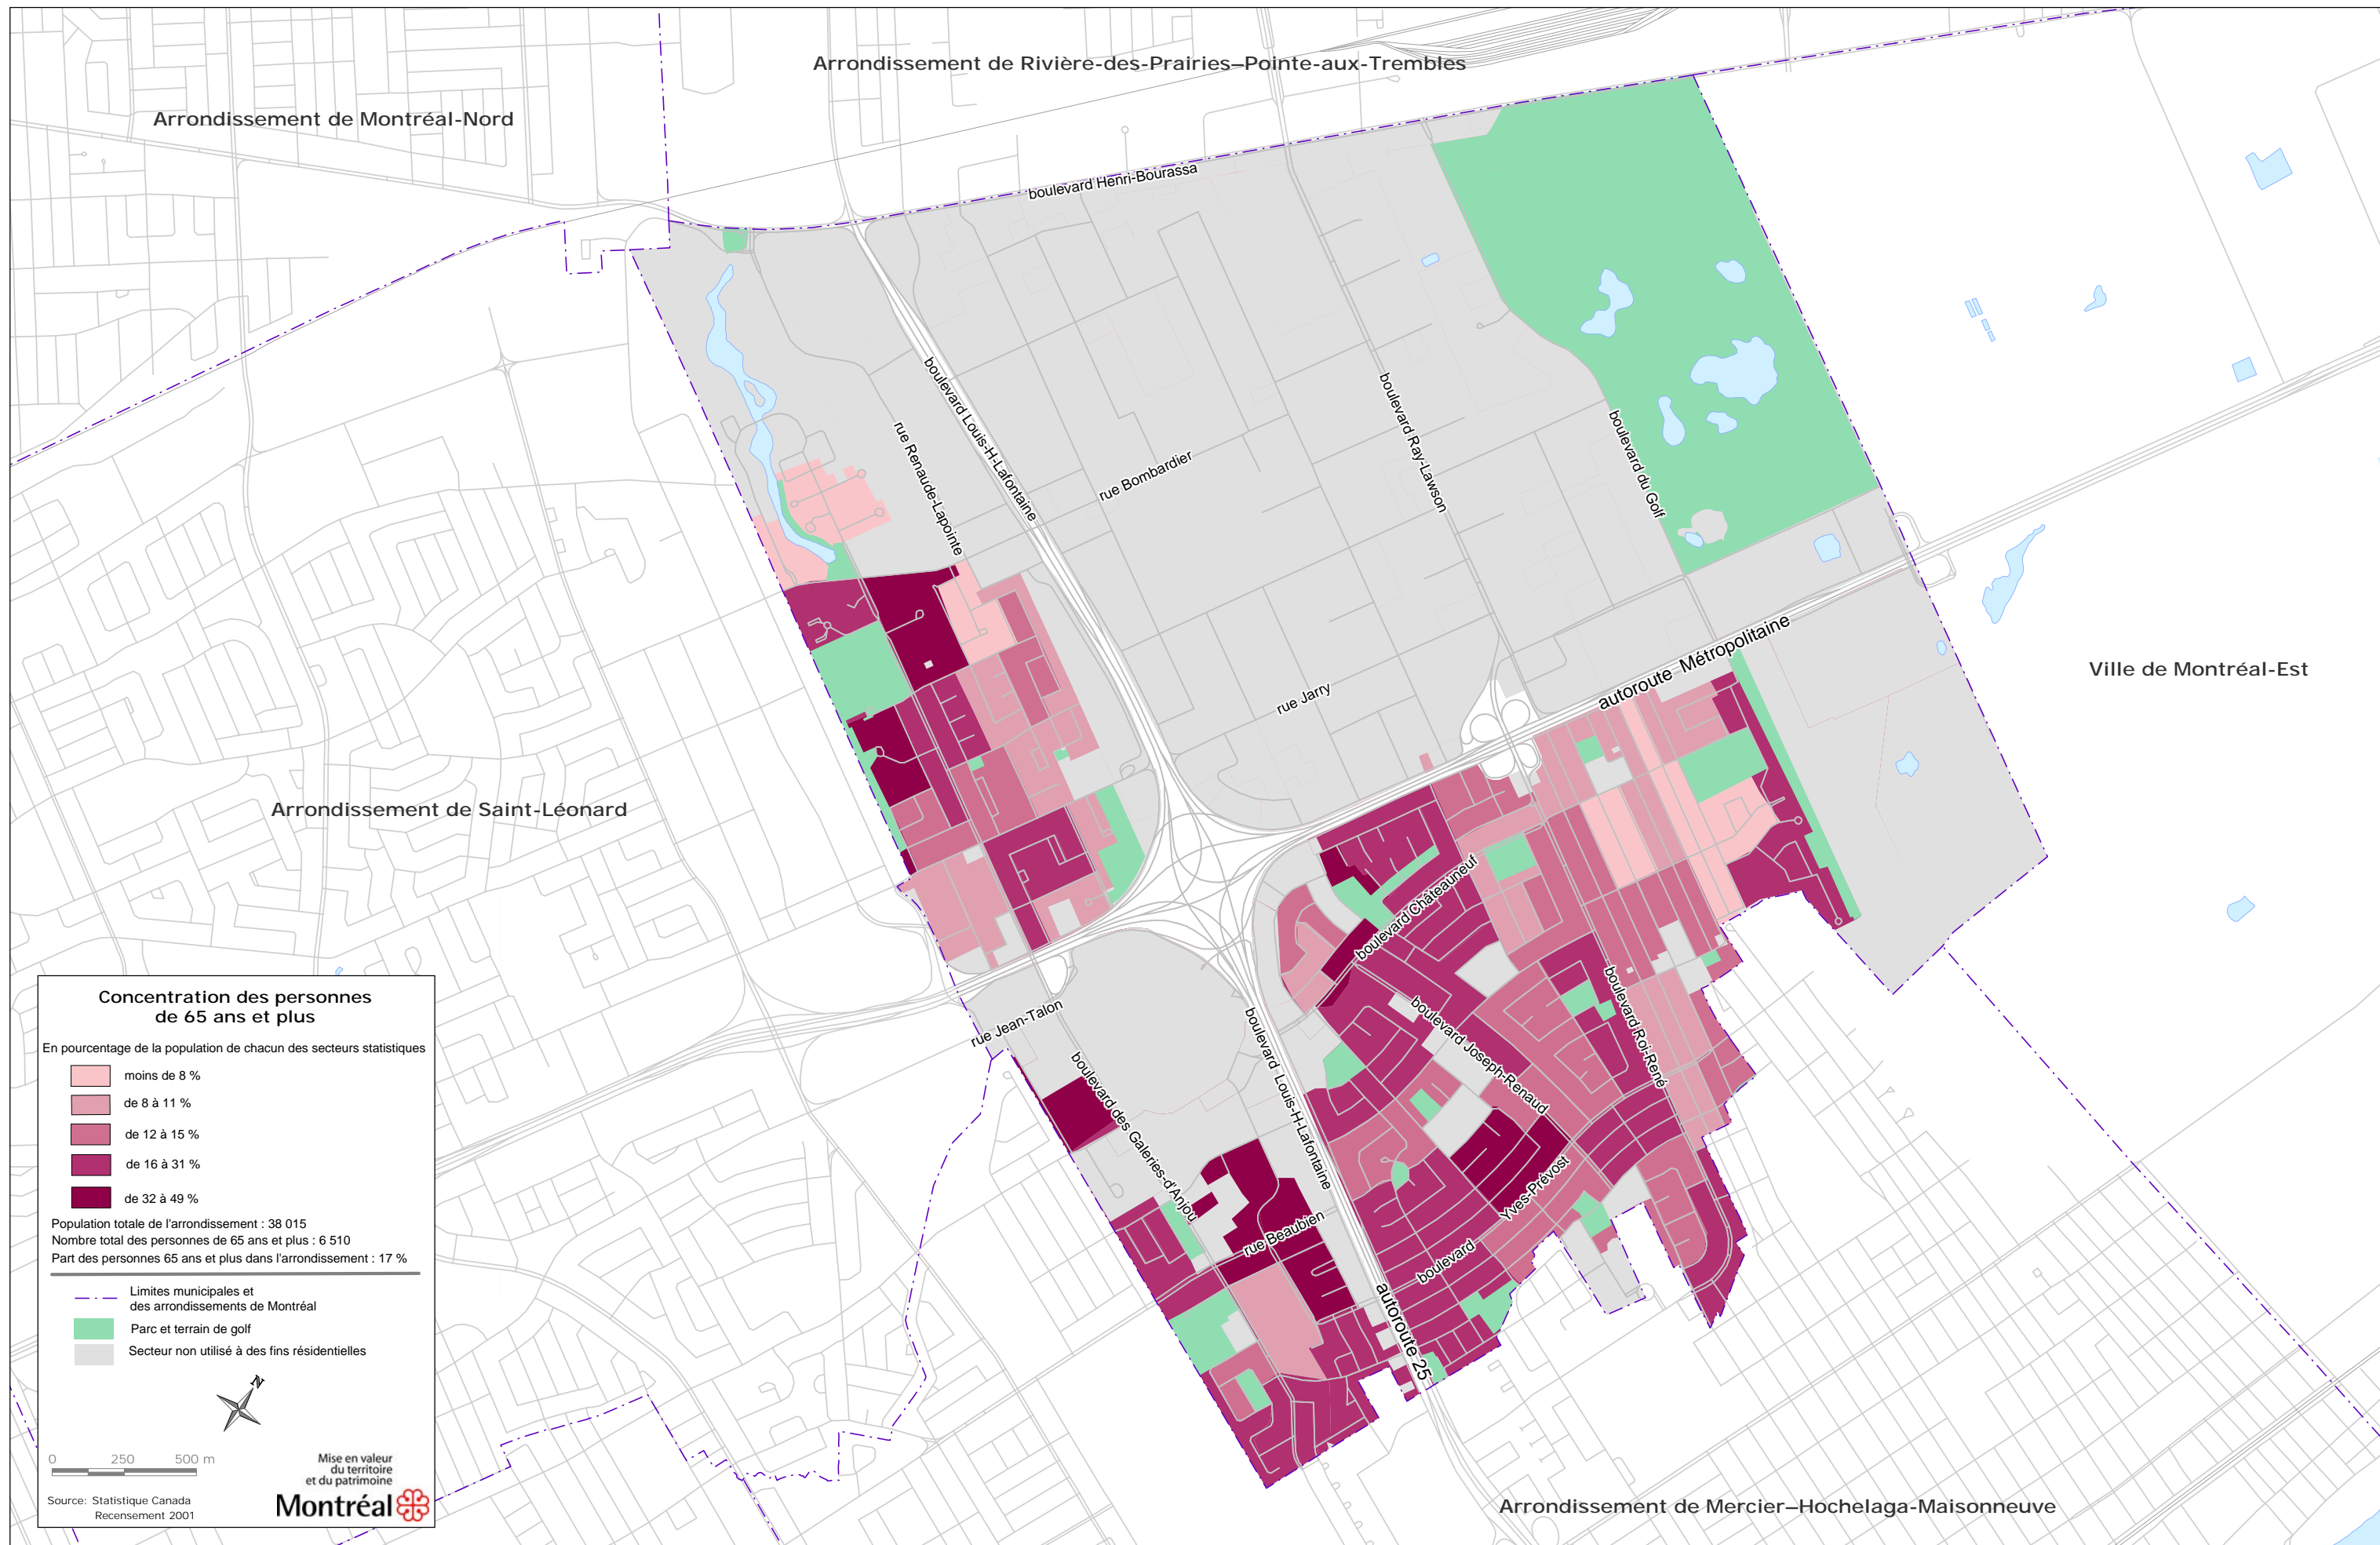 Arrondissement de Rivière-des-Prairies–Pointe-aux-Trembles
Arrondissement de Montréal-Nord
boulevard Henri-Bourassa
boulevard Louis-H-Lafontaine
rue Renaude-Lapointe
rue Bombardier
boulevard Ray-Lawson
boulevard du Golf
autoroute Métropolitaine
Ville de Montréal-Est
rue Jarry
Arrondissement de Saint-Léonard
boulevard Châteauneuf
boulevard Joseph-Renaud
boulevard Roi-René
rue Jean-Talon
boulevard des Galeries-d'Anjou
boulevard Louis-H-Lafontaine
Yves-Prévost
boulevard
rue Beaubien
autoroute 25
Arrondissement de Mercier–Hochelaga-Maisonneuve
Concentration des personnes
de 65 ans et plus
En pourcentage de la population de chacun des secteurs statistiques
moins de 8 %
de 8 à 11 %
de 12 à 15 %
de 16 à 31 %
de 32 à 49 %
Population totale de l'arrondissement : 38 015
Nombre total des personnes de 65 ans et plus : 6 510
Part des personnes 65 ans et plus dans l'arrondissement : 17 %
Limites municipales et
des arrondissements de Montréal
Parc et terrain de golf
Secteur non utilisé à des fins résidentielles
N
0 250 500 m
Mise en valeur
du territoire
et du patrimoine
Montréal
Source: Statistique Canada
Recensement 2001